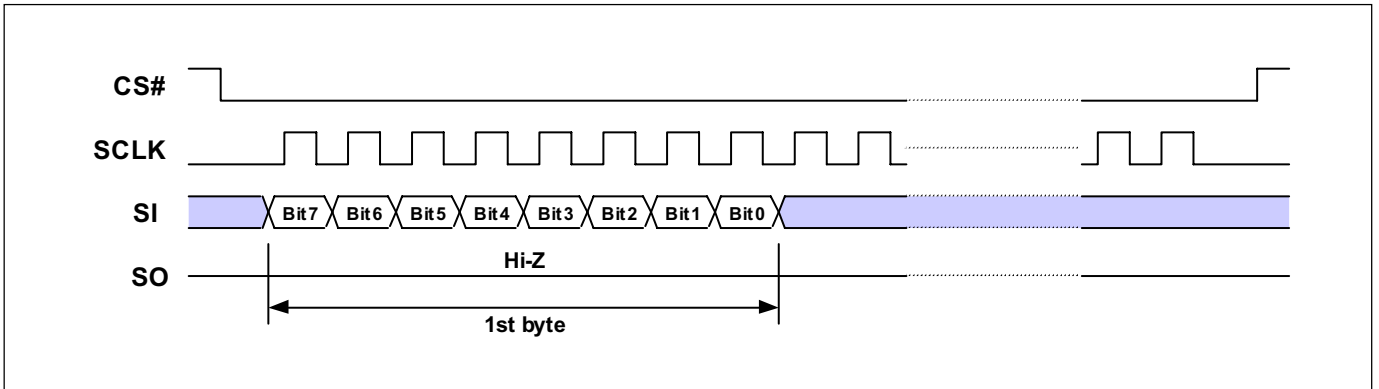 CS#
SCLK
SI Bit7 Bit6 Bit5 Bit4 Bit3 Bit2 Bit1 Bit0
Hi-Z
SO
1st byte